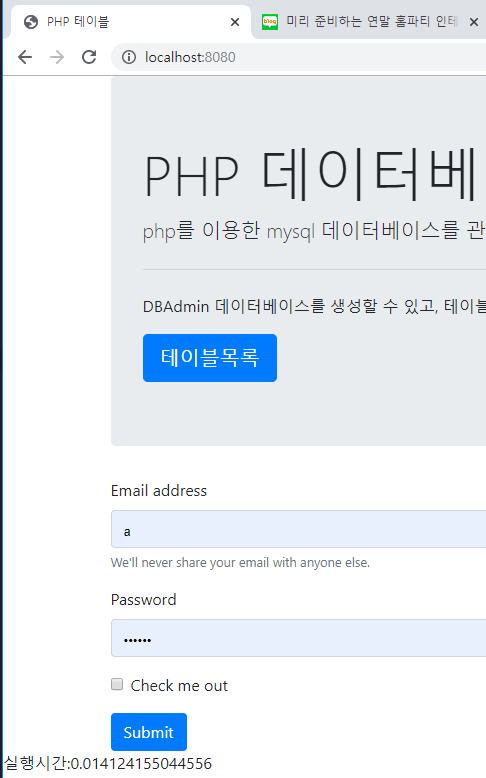 PHP 테이블
blog
미리 준비하는 연말 홈파티 인테
localhost:8080
PHP 데이터베
php를 이용한 mysql 데이터베이스를 관
DBAdmin 데이터베이스를 생성할 수 있고, 테이블
테이블목록
Email address
a
We'll never share your email with anyone else.
Password
••••••
Check me out
Submit
실행시간:0.014124155044556